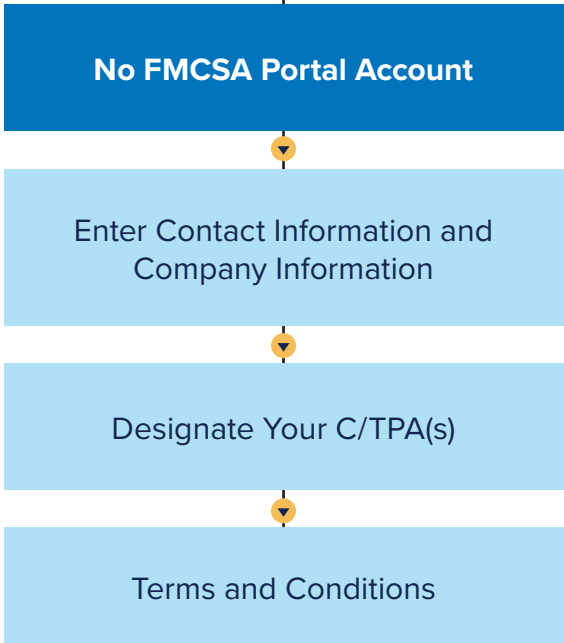 No FMCSA Portal Account
Enter Contact Information and
Company Information
Designate Your C/TPA(s)
Terms and Conditions